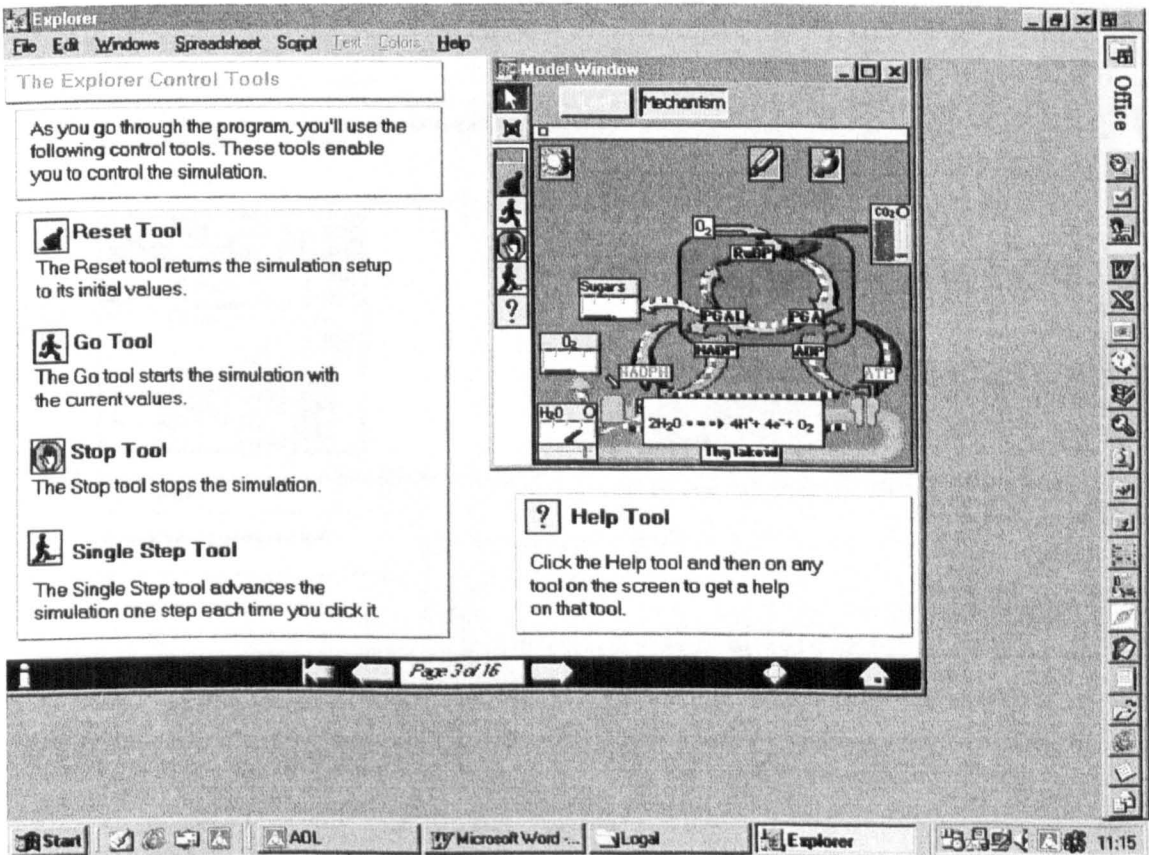 Explorer
File Edit Windows Spreadsheet Script Text Colors Help
The Explorer Control Tools
As you go through the program, you'll use the
following control tools. These tools enable
you to control the simulation.
Reset Tool
The Reset tool returns the simulation setup
to its initial values.
Go Tool
The Go tool starts the simulation with
the current values.
Stop Tool
The Stop tool stops the simulation.
Single Step Tool
The Single Step tool advances the
simulation one step each time you click it.
Model Window
Mechanism
CO₂
O₂
RuBP
Sugars
PGAL PGA
O₂
NADP ADP
NADPH ATP
H₂O
2H₂O ===> 4H⁺+ 4e⁻+ O₂
Thylakoid
? Help Tool
Click the Help tool and then on any
tool on the screen to get a help
on that tool.
Page 3 of 16
Office
Start AOL Microsoft Word -... Logal Explorer 11:15